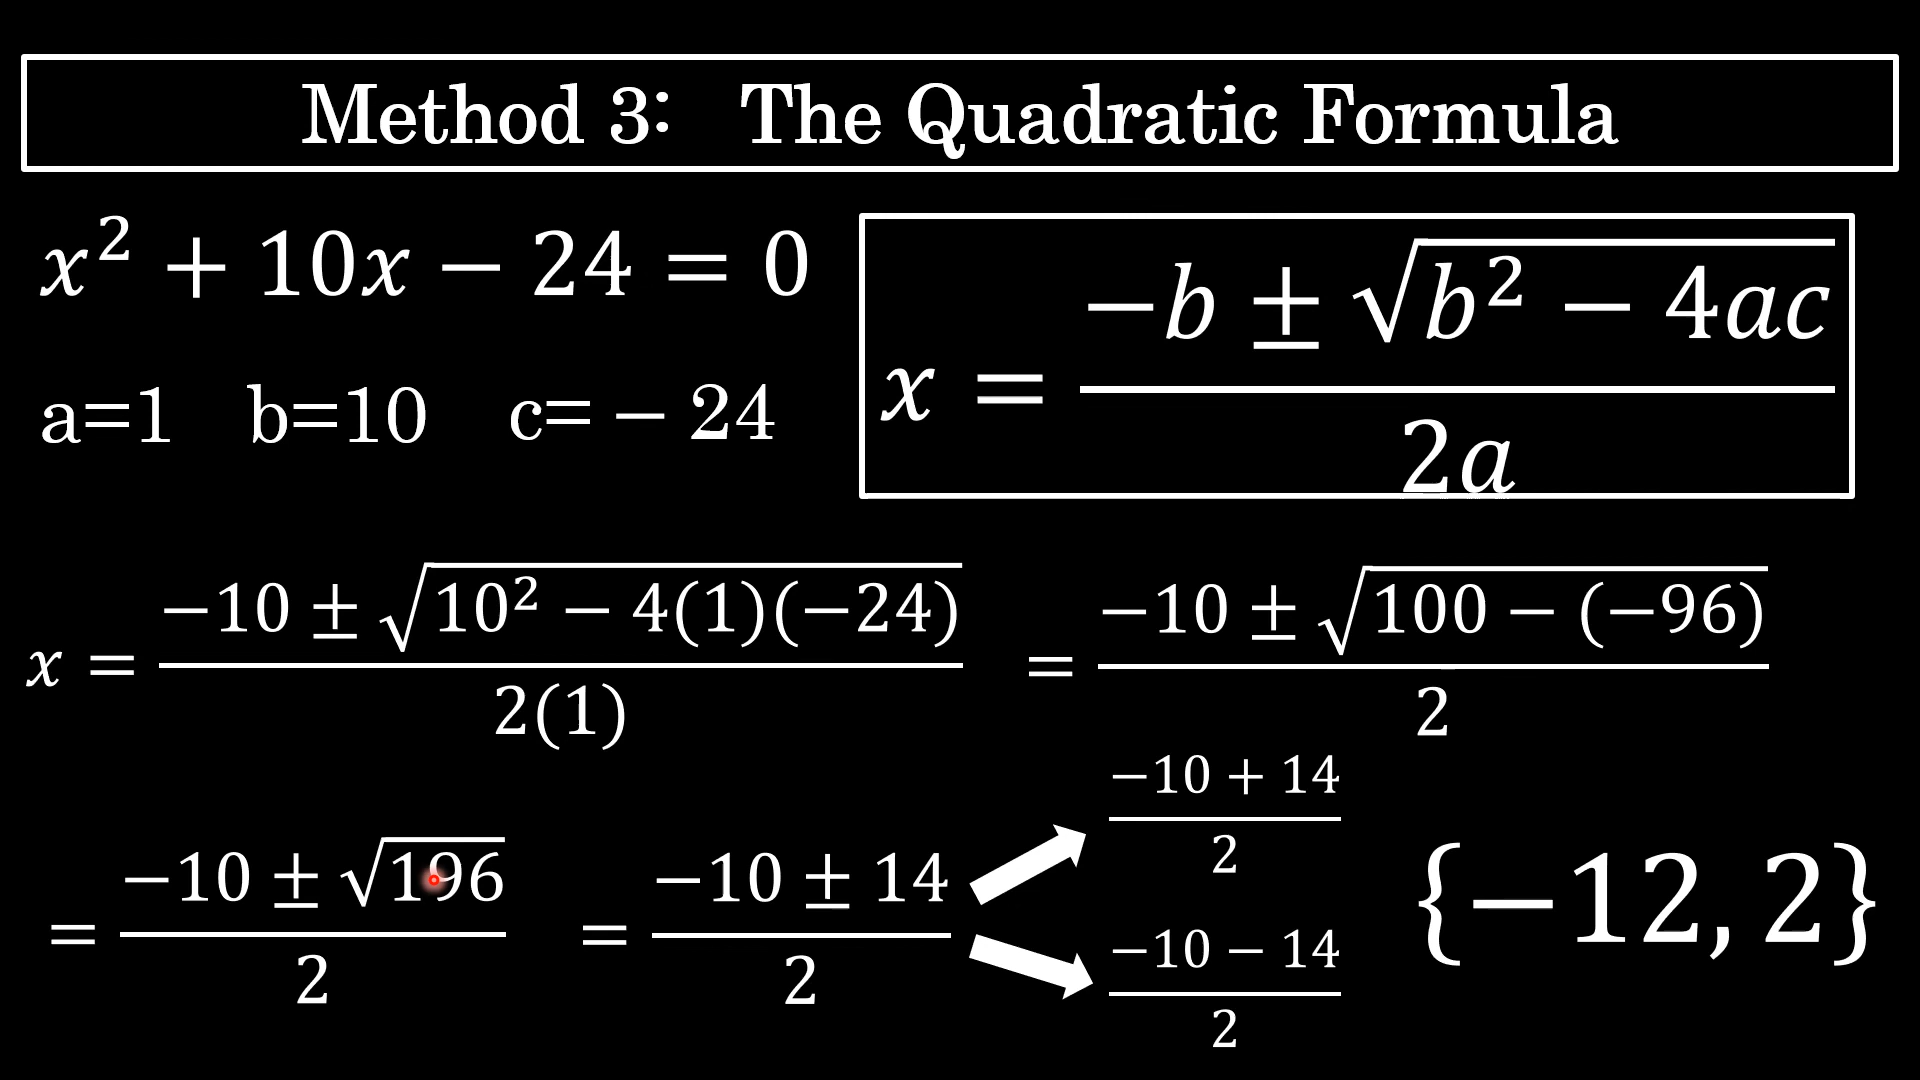 Method 3: The Quadratic Formula
x² + 10x − 24 = 0
a=1 b=10 c= − 24
x = (−b ± √(b² − 4ac)) / 2a
x = (−10 ± √(10² − 4(1)(−24))) / 2(1) = (−10 ± √(100 − (−96))) / 2
= (−10 ± √196) / 2 = (−10 ± 14) / 2
(−10 + 14) / 2
(−10 − 14) / 2
{−12, 2}